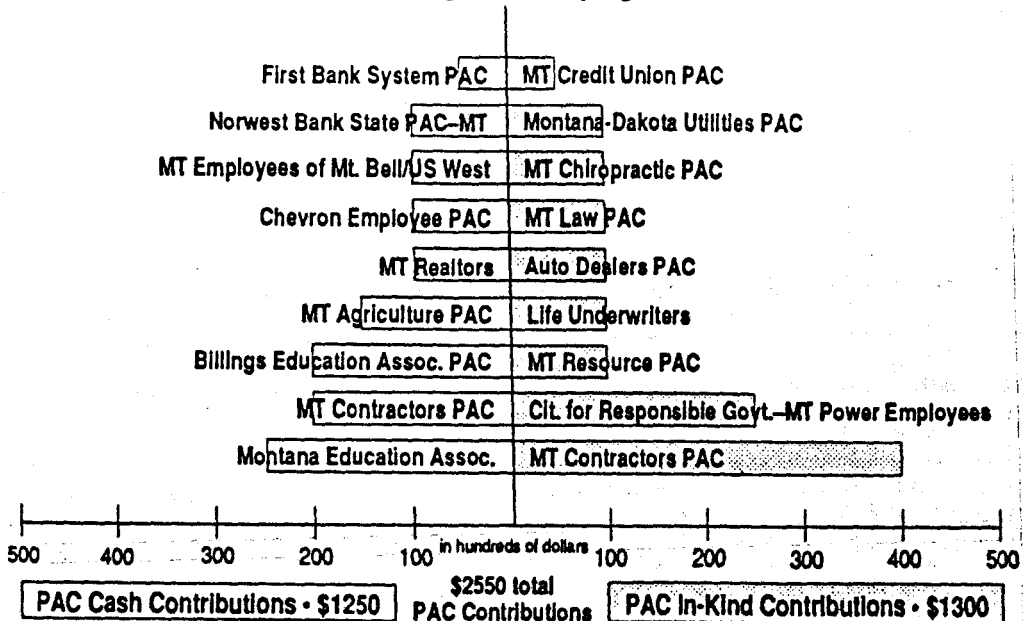 First Bank System PAC MT Credit Union PAC
Norwest Bank State PAC–MT Montana-Dakota Utilities PAC
MT Employees of Mt. Bell/US West MT Chiropractic PAC
Chevron Employee PAC MT Law PAC
MT Realtors Auto Dealers PAC
MT Agriculture PAC Life Underwriters
Billings Education Assoc. PAC MT Resource PAC
MT Contractors PAC Cit. for Responsible Govt.–MT Power Employees
Montana Education Assoc. MT Contractors PAC
500 400 300 200 100 in hundreds of dollars 100 200 300 400 500
PAC Cash Contributions • $1250 $2550 total PAC In-Kind Contributions • $1300
PAC Contributions